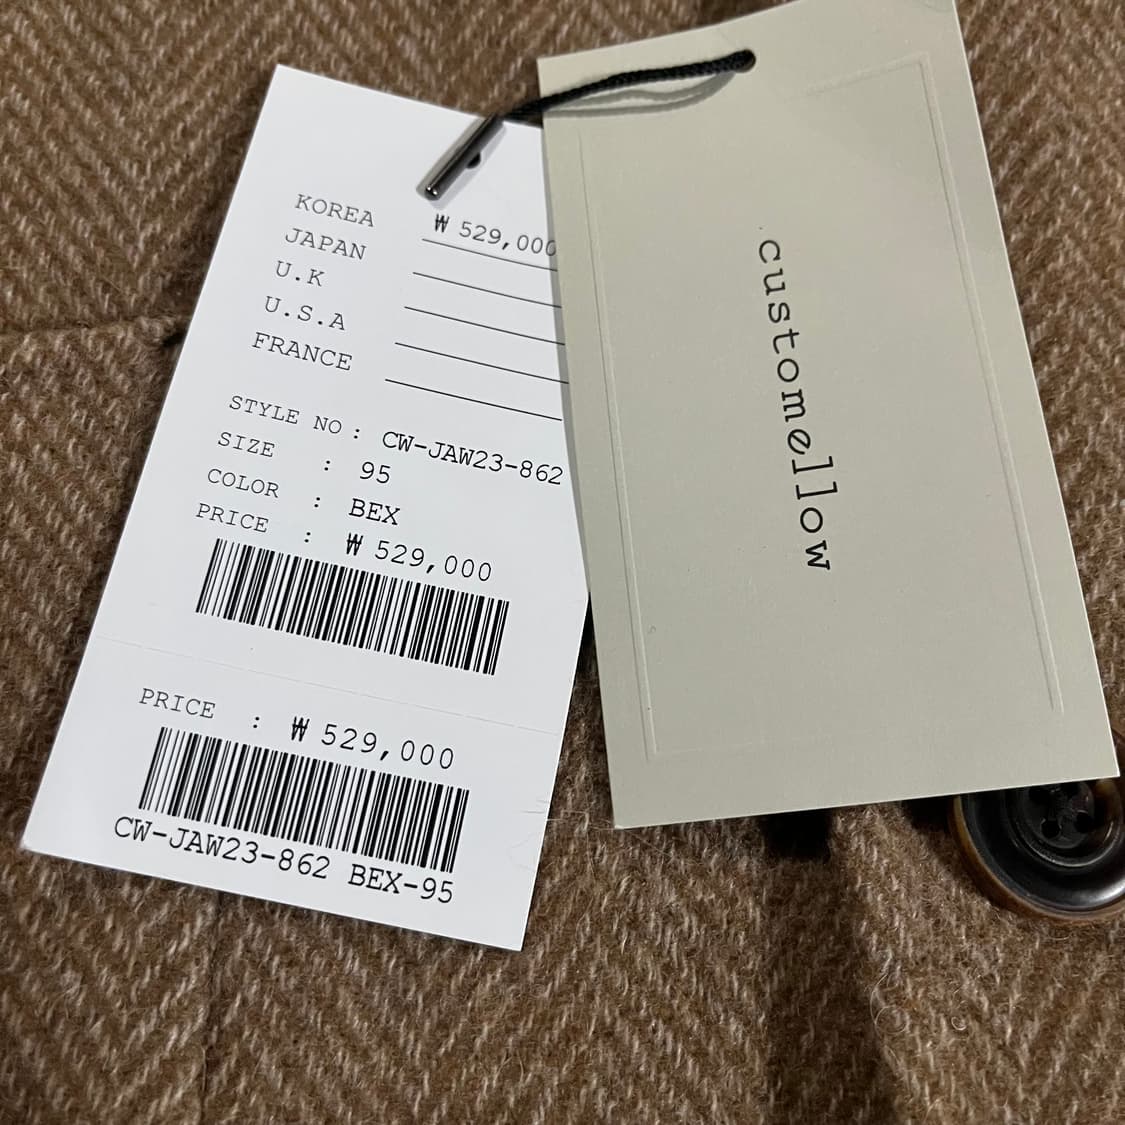 KOREA ₩ 529,000
JAPAN
U.K
U.S.A
FRANCE
STYLE NO : CW-JAW23-862
SIZE : 95
COLOR : BEX
PRICE : ₩ 529,000
PRICE : ₩ 529,000
CW-JAW23-862 BEX-95
customellow